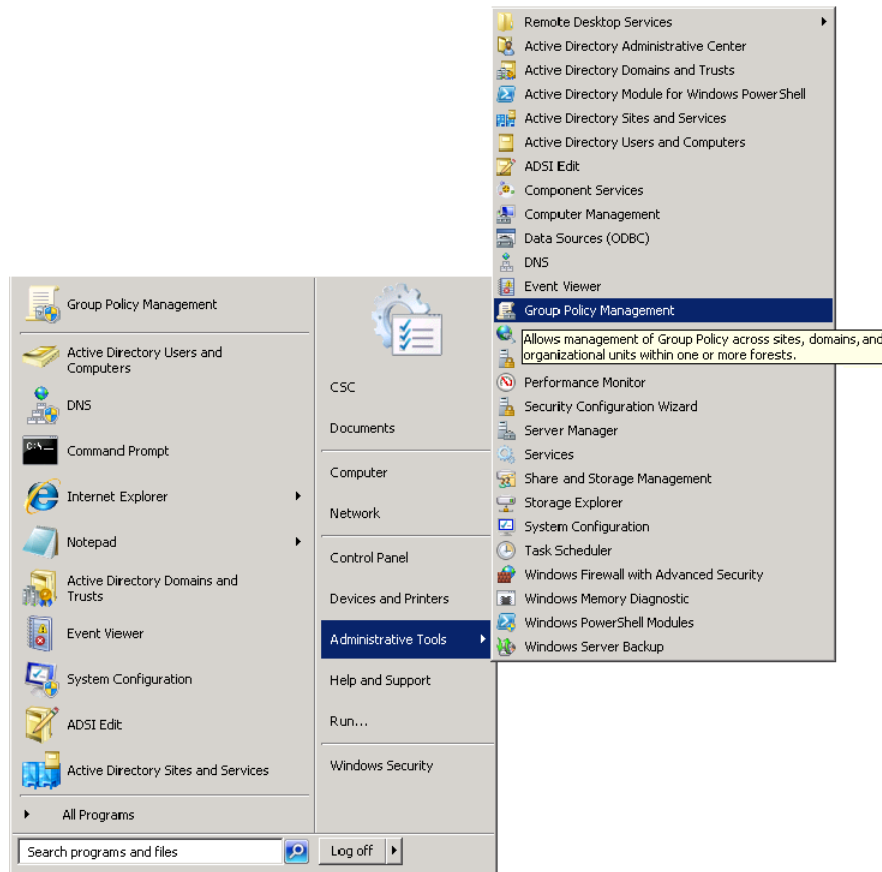 Remote Desktop Services
Active Directory Administrative Center
Active Directory Domains and Trusts
Active Directory Module for Windows PowerShell
Active Directory Sites and Services
Active Directory Users and Computers
ADSI Edit
Component Services
Computer Management
Data Sources (ODBC)
DNS
Event Viewer
Group Policy Management
Allows management of Group Policy across sites, domains, and
organizational units within one or more forests.
Performance Monitor
Security Configuration Wizard
Server Manager
Services
Share and Storage Management
Storage Explorer
System Configuration
Task Scheduler
Windows Firewall with Advanced Security
Windows Memory Diagnostic
Windows PowerShell Modules
Windows Server Backup
Group Policy Management
Active Directory Users and
Computers
DNS
Command Prompt
Internet Explorer
Notepad
Active Directory Domains and
Trusts
Event Viewer
System Configuration
ADSI Edit
Active Directory Sites and Services
All Programs
Search programs and files
CSC
Documents
Computer
Network
Control Panel
Devices and Printers
Administrative Tools
Help and Support
Run...
Windows Security
Log off